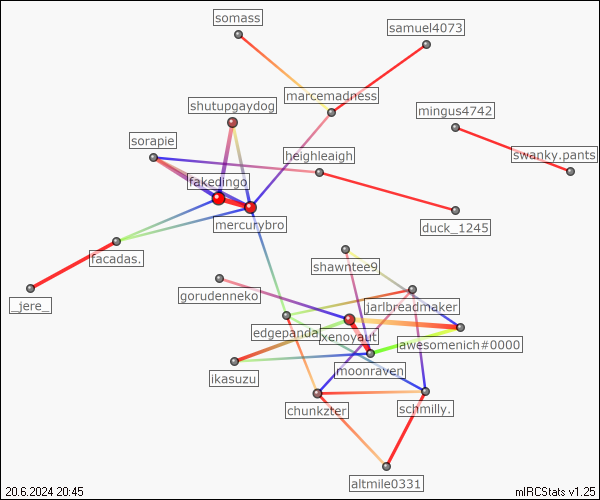 somass
samuel4073
marcemadness
shutupgaydog
mingus4742
sorapie
heighleaigh
swanky.pants
fakedingo
mercurybro
duck_1245
facadas.
shawntee9
_jere_
gorudenneko
jarlbreadmaker
edgepanda
xenoyaut
awesomenich#0000
moonraven
ikasuzu
chunkzter
schmilly.
altmile0331
20.6.2024 20:45
mIRCStats v1.25